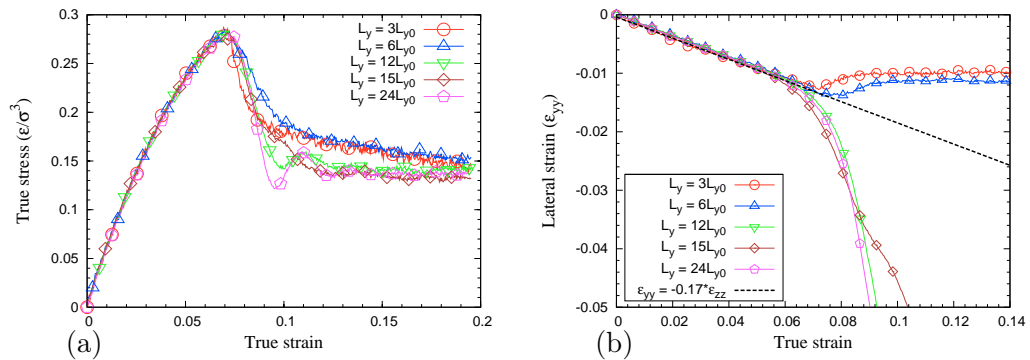 True stress (ε/σ³)
0.3
0.25
0.2
0.15
0.1
0.05
0
0
0.05
0.1
0.15
0.2
True strain
(a)
L_y = 3L_y0
L_y = 6L_y0
L_y = 12L_y0
L_y = 15L_y0
L_y = 24L_y0
Lateral strain (ε_yy)
0
-0.01
-0.02
-0.03
-0.04
-0.05
0
0.02
0.04
0.06
0.08
0.1
0.12
0.14
True strain
(b)
L_y = 3L_y0
L_y = 6L_y0
L_y = 12L_y0
L_y = 15L_y0
L_y = 24L_y0
ε_yy = -0.17*ε_zz